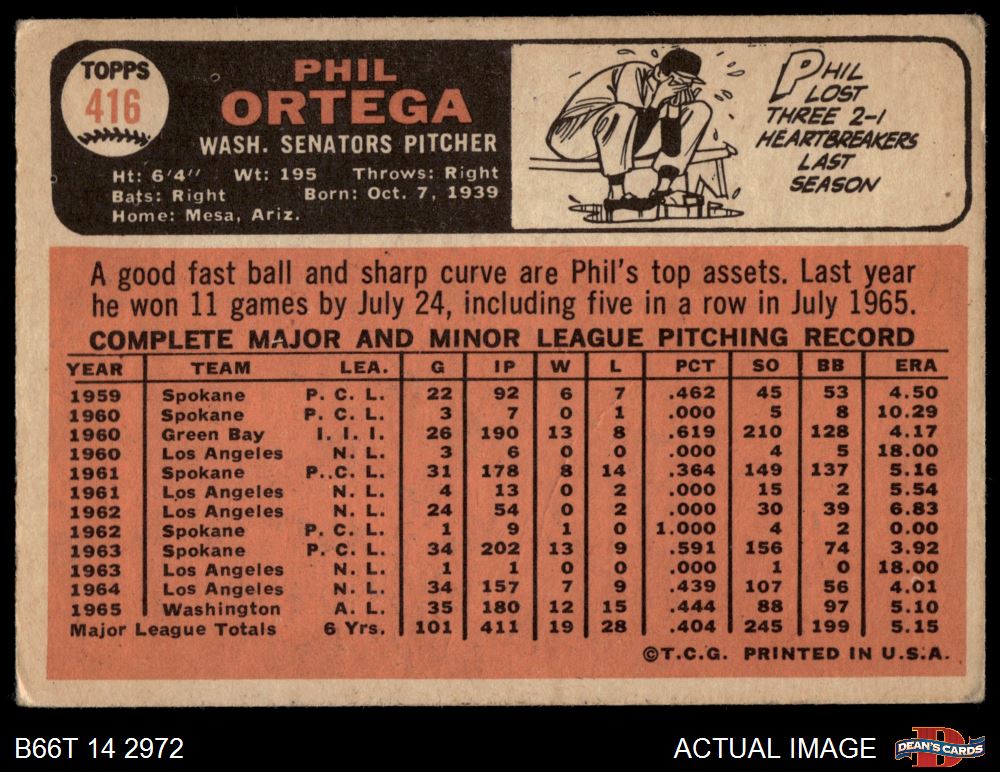 TOPPS
416
PHIL
ORTEGA
WASH. SENATORS PITCHER
Ht: 6'4" Wt: 195 Throws: Right
Bats: Right Born: Oct. 7, 1939
Home: Mesa, Ariz.
PHIL
LOST
THREE 2-1
HEARTBREAKERS
LAST
SEASON
A good fast ball and sharp curve are Phil's top assets. Last year
he won 11 games by July 24, including five in a row in July 1965.
COMPLETE MAJOR AND MINOR LEAGUE PITCHING RECORD
YEAR TEAM LEA. G IP W L PCT SO BB ERA
1959 Spokane P. C. L. 22 92 6 7 .462 45 53 4.50
1960 Spokane P. C. L. 3 7 0 1 .000 5 8 10.29
1960 Green Bay I. I. I. 26 190 13 8 .619 210 128 4.17
1960 Los Angeles N. L. 3 6 0 0 .000 4 5 18.00
1961 Spokane P. C. L. 31 178 8 14 .364 149 137 5.16
1961 Los Angeles N. L. 4 13 0 2 .000 15 2 5.54
1962 Los Angeles N. L. 24 54 0 2 .000 30 39 6.83
1962 Spokane P. C. L. 1 9 1 0 1.000 4 2 0.00
1963 Spokane P. C. L. 34 202 13 9 .591 156 74 3.92
1963 Los Angeles N. L. 1 1 0 0 .000 1 0 18.00
1964 Los Angeles N. L. 34 157 7 9 .439 107 56 4.01
1965 Washington A. L. 35 180 12 15 .444 88 97 5.10
Major League Totals 6 Yrs. 101 411 19 28 .404 245 199 5.15
©T.C.G. PRINTED IN U.S.A.
B66T 14 2972
ACTUAL IMAGE
DEAN'S CARDS